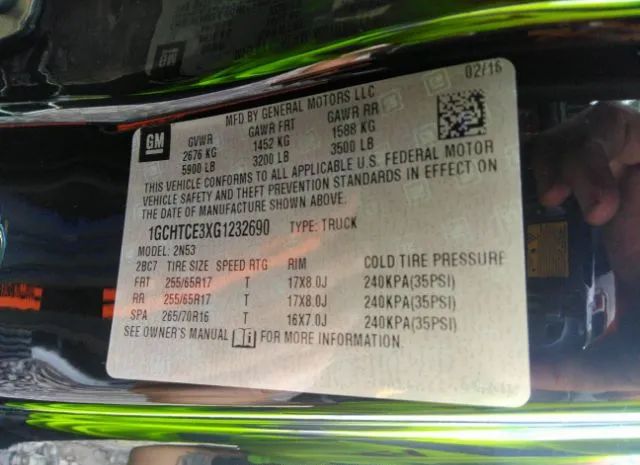 02/16
MFD BY GENERAL MOTORS LLC
GM
GVWR GAWR FRT GAWR RR
2676 KG 1452 KG 1588 KG
5900 LB 3200 LB 3500 LB
THIS VEHICLE CONFORMS TO ALL APPLICABLE U.S. FEDERAL MOTOR
VEHICLE SAFETY AND THEFT PREVENTION STANDARDS IN EFFECT ON
THE DATE OF MANUFACTURE SHOWN ABOVE.
1GCHTCE3XG1232690 TYPE: TRUCK
MODEL: 2N53
2BC7 TIRE SIZE SPEED RTG RIM COLD TIRE PRESSURE
FRT 255/65R17 T 17X8.0J 240KPA(35PSI)
RR 255/65R17 T 17X8.0J 240KPA(35PSI)
SPA 265/70R16 T 16X7.0J 240KPA(35PSI)
SEE OWNER'S MANUAL FOR MORE INFORMATION.